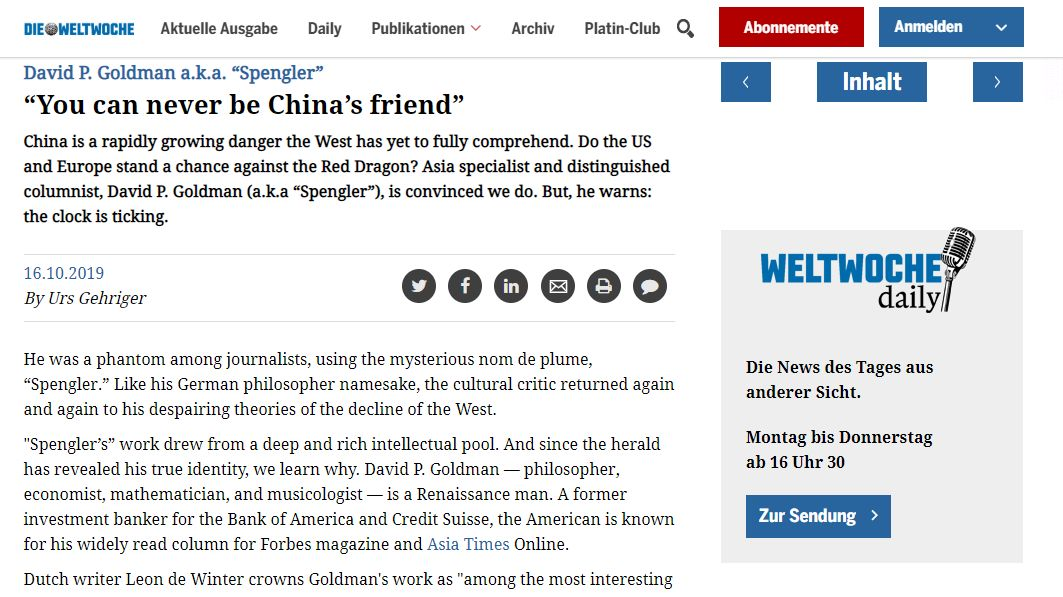 DIE WELTWOCHE Aktuelle Ausgabe Daily Publikationen Archiv Platin-Club Abonnemente Anmelden
David P. Goldman a.k.a. “Spengler”
“You can never be China’s friend”
China is a rapidly growing danger the West has yet to fully comprehend. Do the US
and Europe stand a chance against the Red Dragon? Asia specialist and distinguished
columnist, David P. Goldman (a.k.a “Spengler”), is convinced we do. But, he warns:
the clock is ticking.
16.10.2019
By Urs Gehriger
He was a phantom among journalists, using the mysterious nom de plume,
“Spengler.” Like his German philosopher namesake, the cultural critic returned again
and again to his despairing theories of the decline of the West.
"Spengler’s” work drew from a deep and rich intellectual pool. And since the herald
has revealed his true identity, we learn why. David P. Goldman — philosopher,
economist, mathematician, and musicologist — is a Renaissance man. A former
investment banker for the Bank of America and Credit Suisse, the American is known
for his widely read column for Forbes magazine and Asia Times Online.
Dutch writer Leon de Winter crowns Goldman's work as "among the most interesting
Inhalt
WELTWOCHE
daily
Die News des Tages aus
anderer Sicht.
Montag bis Donnerstag
ab 16 Uhr 30
Zur Sendung